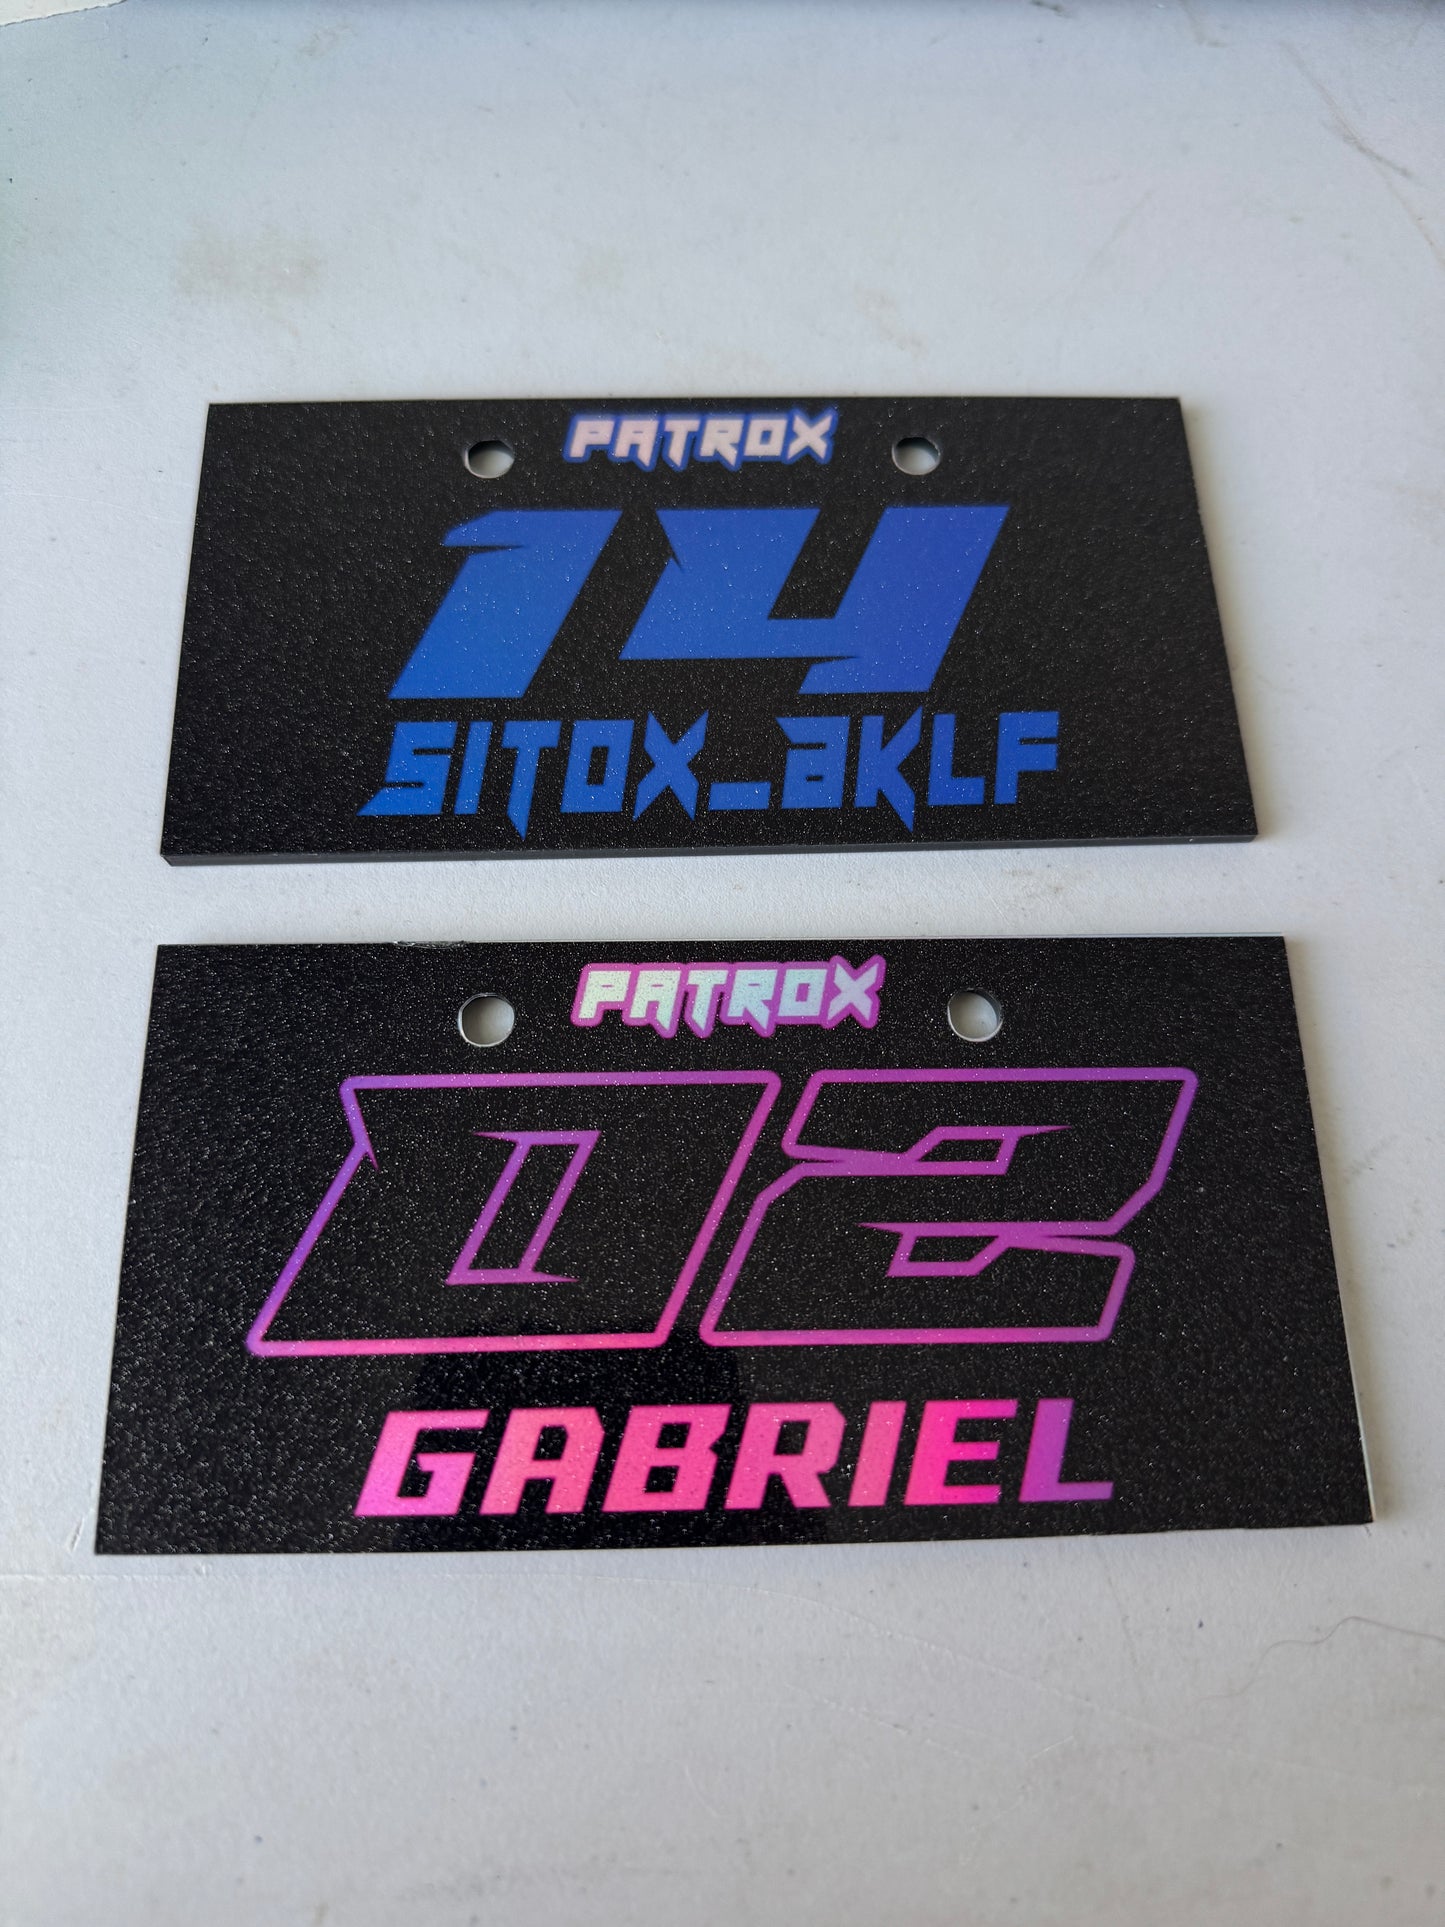 PATROX
14
SITOX_AKLF
PATROX
02
GABRIEL